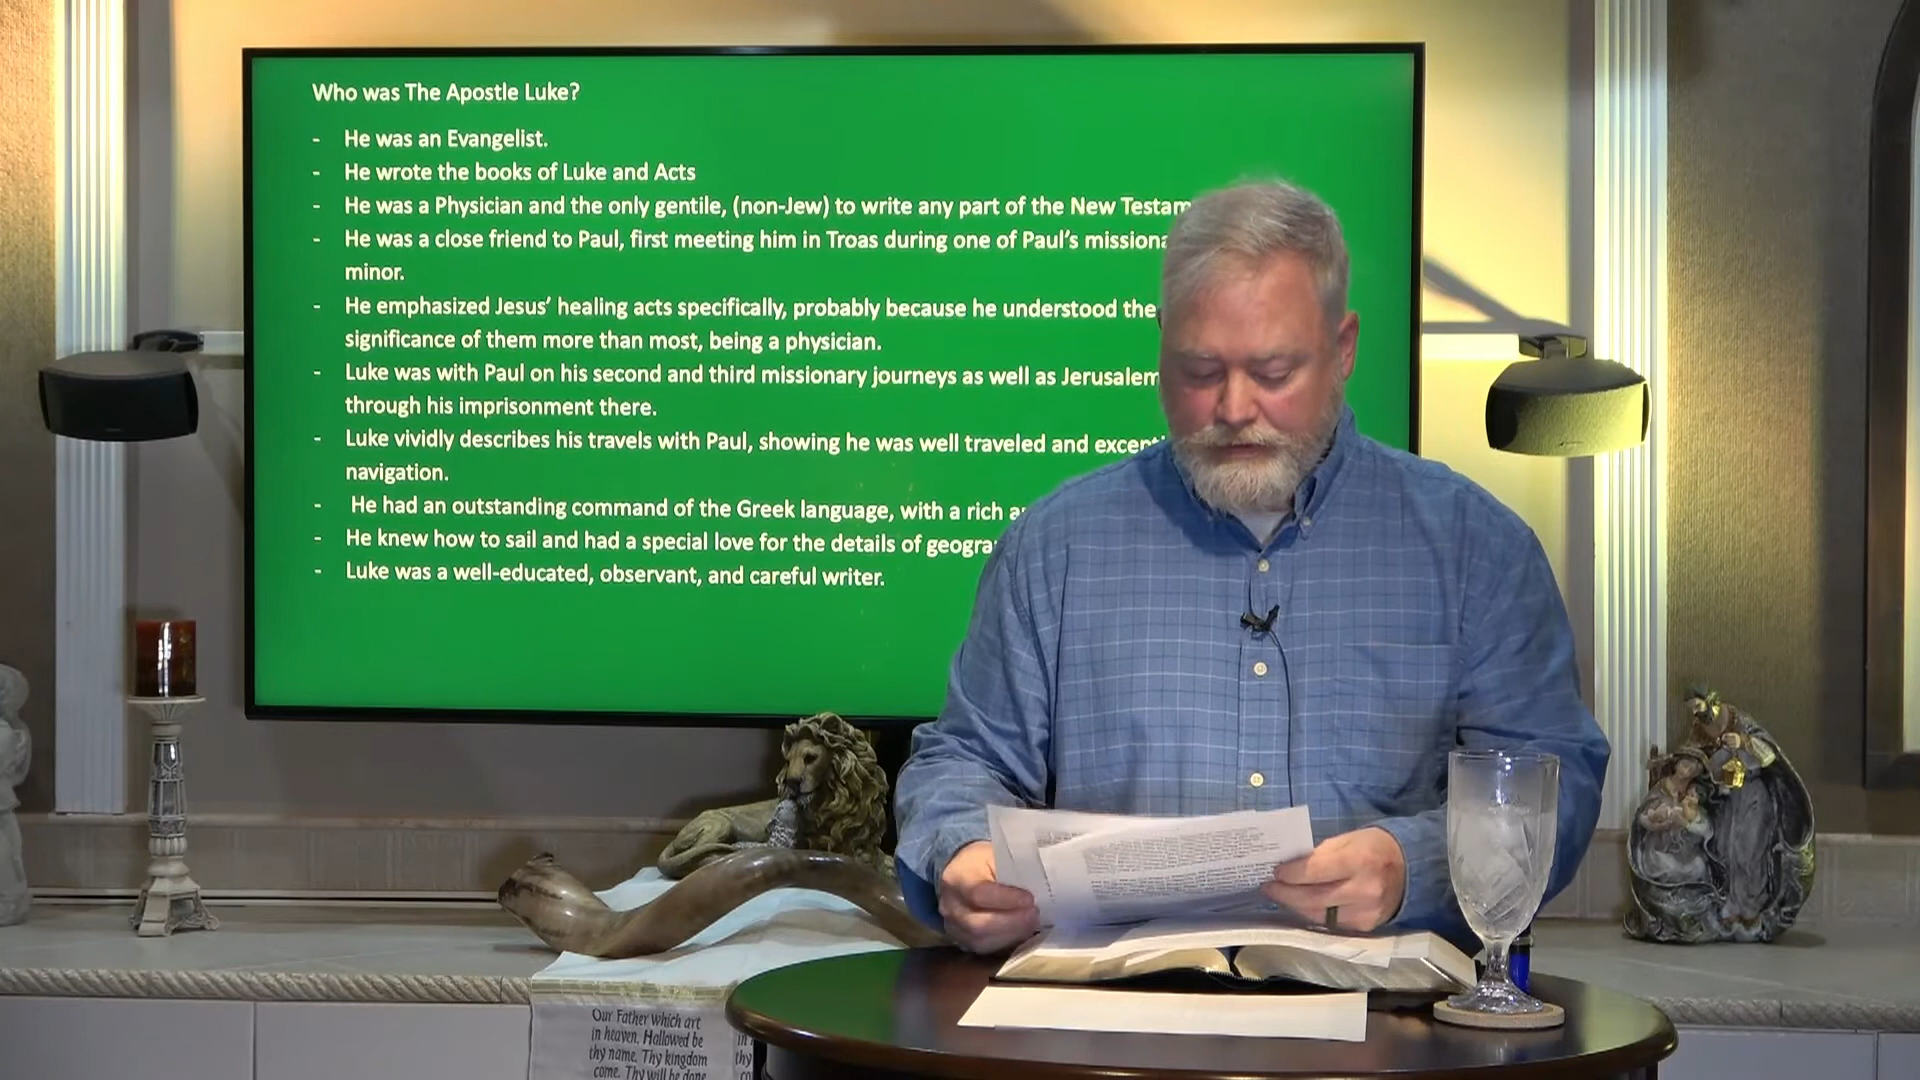 Who was The Apostle Luke?
- He was an Evangelist.
- He wrote the books of Luke and Acts
- He was a Physician and the only gentile, (non-Jew) to write any part of the New Testam
- He was a close friend to Paul, first meeting him in Troas during one of Paul's missiona
minor.
- He emphasized Jesus' healing acts specifically, probably because he understood the
significance of them more than most, being a physician.
- Luke was with Paul on his second and third missionary journeys as well as Jerusalem
through his imprisonment there.
- Luke vividly describes his travels with Paul, showing he was well traveled and except
navigation.
- He had an outstanding command of the Greek language, with a rich a
- He knew how to sail and had a special love for the details of geogra
- Luke was a well-educated, observant, and careful writer.
Our Father which art
in heaven. Hallowed be
thy name. Thy kingdom
come. Thy will be done
in
thy
co